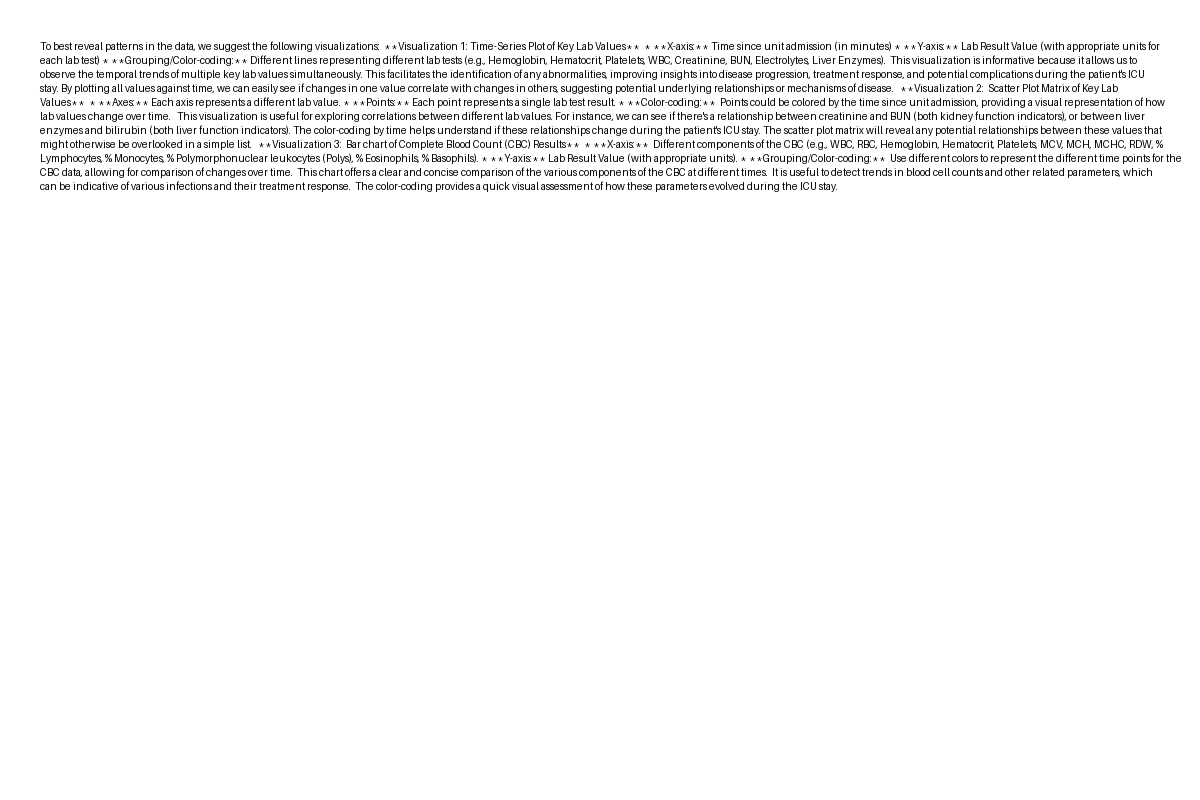 To best reveal patterns in the data, we suggest the following visualizations:  **Visualization 1: Time-Series Plot of Key Lab Values**  * **X-axis:** Time since unit admission (in minutes) * **Y-axis:** Lab Result Value (with appropriate units for
each lab test) * **Grouping/Color-coding:** Different lines representing different lab tests (e.g., Hemoglobin, Hematocrit, Platelets, WBC, Creatinine, BUN, Electrolytes, Liver Enzymes).  This visualization is informative because it allows us to
observe the temporal trends of multiple key lab values simultaneously. This facilitates the identification of any abnormalities, improving insights into disease progression, treatment response, and potential complications during the patient's ICU
stay. By plotting all values against time, we can easily see if changes in one value correlate with changes in others, suggesting potential underlying relationships or mechanisms of disease.   **Visualization 2:  Scatter Plot Matrix of Key Lab
Values**  * **Axes:** Each axis represents a different lab value. * **Points:** Each point represents a single lab test result. * **Color-coding:**  Points could be colored by the time since unit admission, providing a visual representation of how
lab values change over time.   This visualization is useful for exploring correlations between different lab values. For instance, we can see if there's a relationship between creatinine and BUN (both kidney function indicators), or between liver
enzymes and bilirubin (both liver function indicators). The color-coding by time helps understand if these relationships change during the patient's ICU stay. The scatter plot matrix will reveal any potential relationships between these values that
might otherwise be overlooked in a simple list.   **Visualization 3:  Bar chart of Complete Blood Count (CBC) Results**  * **X-axis:**  Different components of the CBC (e.g., WBC, RBC, Hemoglobin, Hematocrit, Platelets, MCV, MCH, MCHC, RDW, %
Lymphocytes, % Monocytes, % Polymorphonuclear leukocytes (Polys), % Eosinophils, % Basophils). * **Y-axis:** Lab Result Value (with appropriate units). * **Grouping/Color-coding:**  Use different colors to represent the different time points for the
CBC data, allowing for comparison of changes over time.  This chart offers a clear and concise comparison of the various components of the CBC at different times.  It is useful to detect trends in blood cell counts and other related parameters, which
can be indicative of various infections and their treatment response.  The color-coding provides a quick visual assessment of how these parameters evolved during the ICU stay.